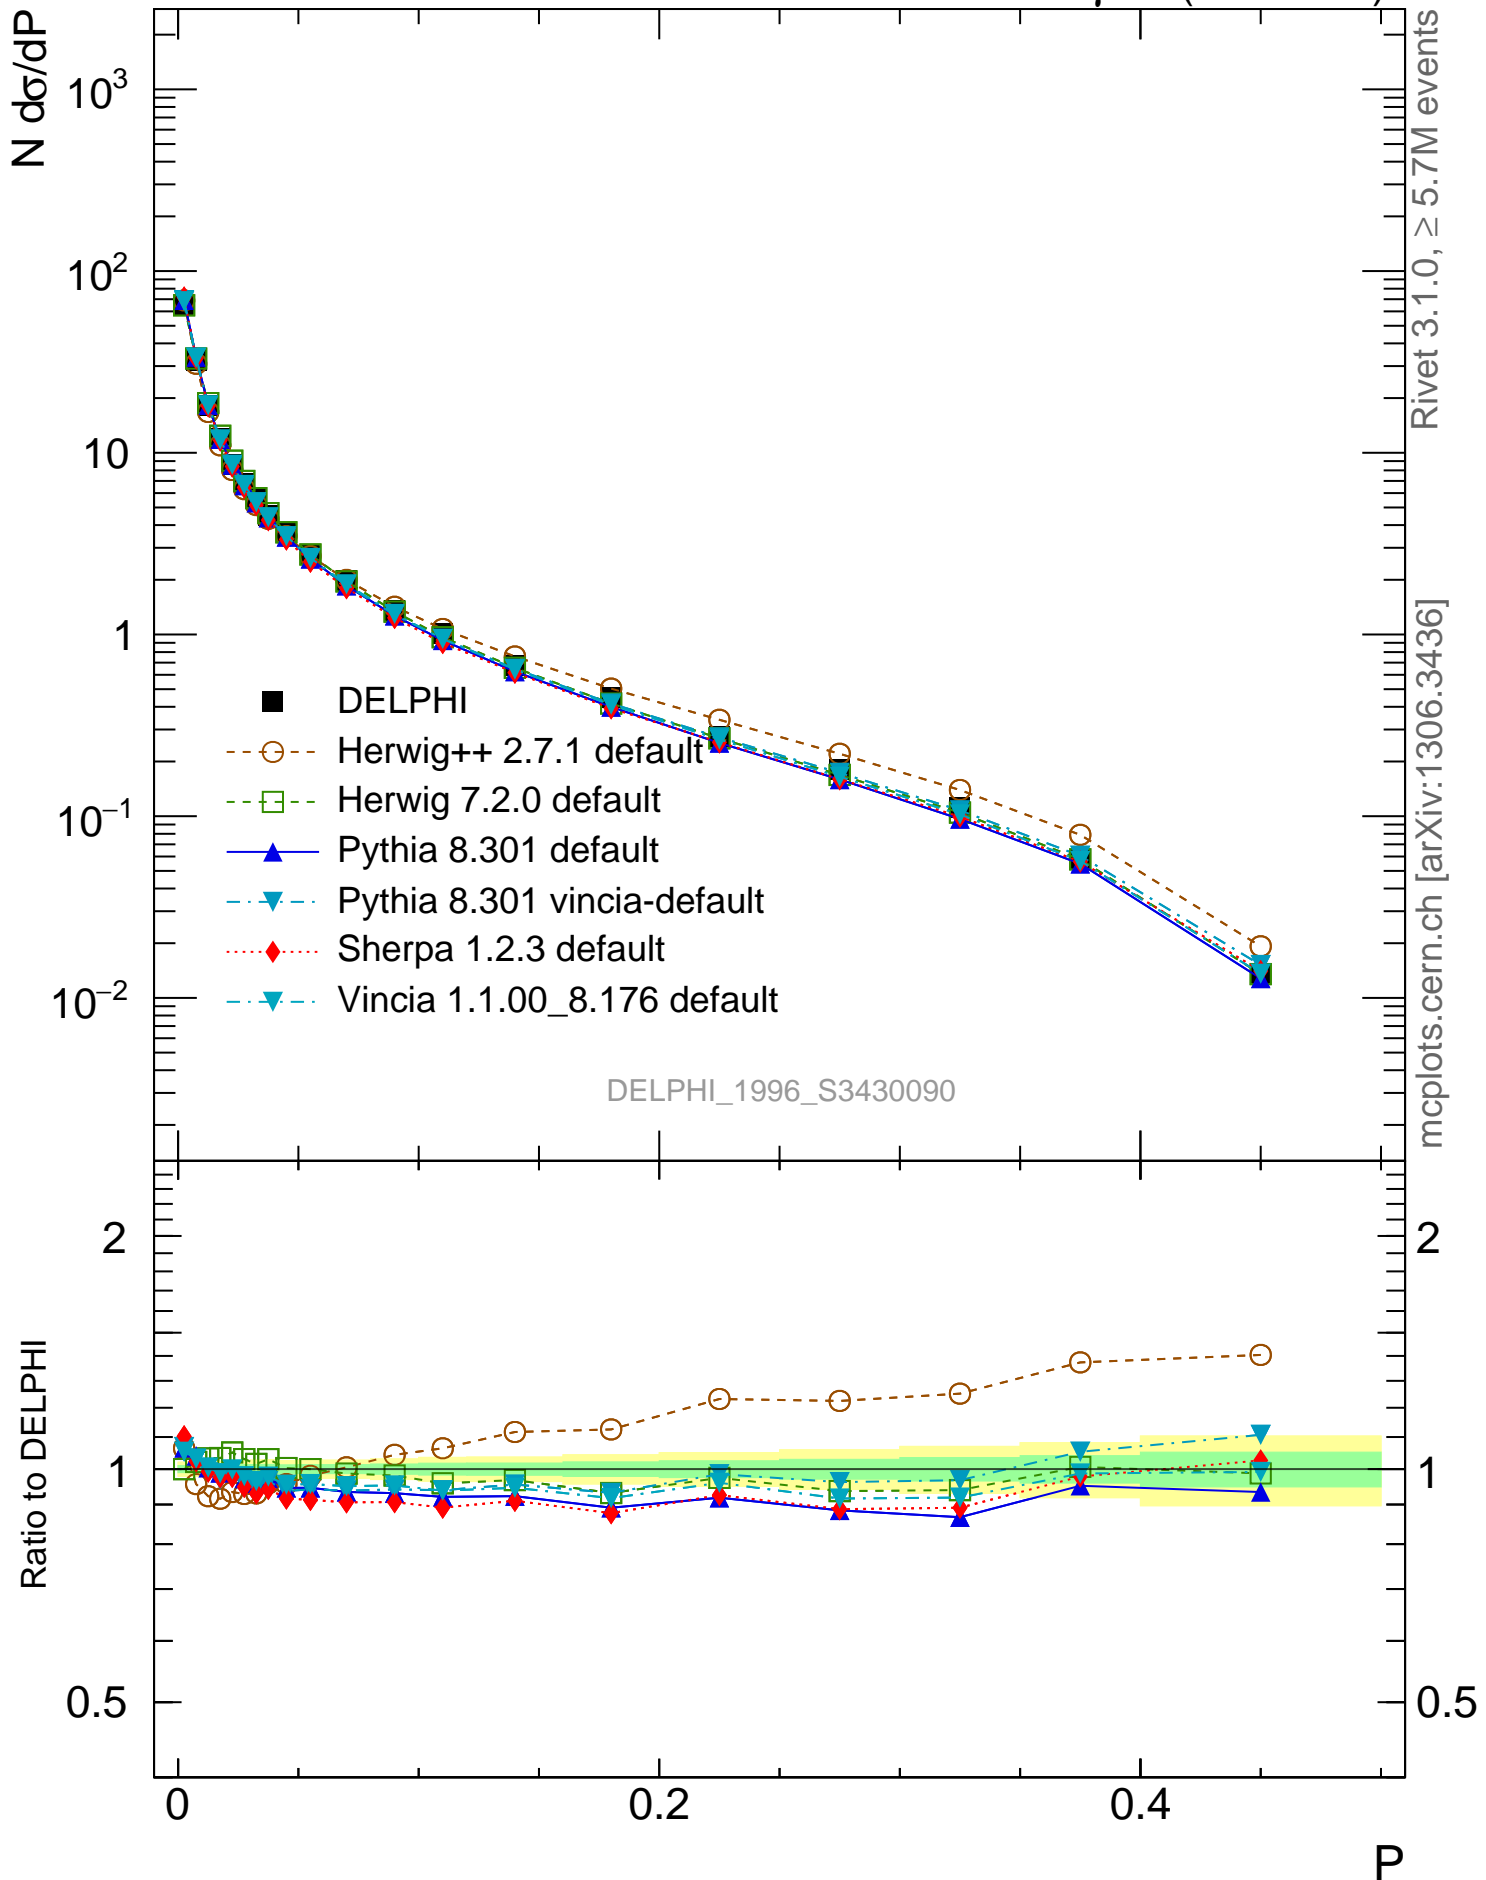 N dσ/dP
10³
10²
10
1
10⁻¹
10⁻²
DELPHI
Herwig++ 2.7.1 default
Herwig 7.2.0 default
Pythia 8.301 default
Pythia 8.301 vincia-default
Sherpa 1.2.3 default
Vincia 1.1.00_8.176 default
DELPHI_1996_S3430090
Rivet 3.1.0, ≥ 5.7M events
mcplots.cern.ch [arXiv:1306.3436]
Ratio to DELPHI
2
1
0.5
2
1
0.5
0
0.2
0.4
P